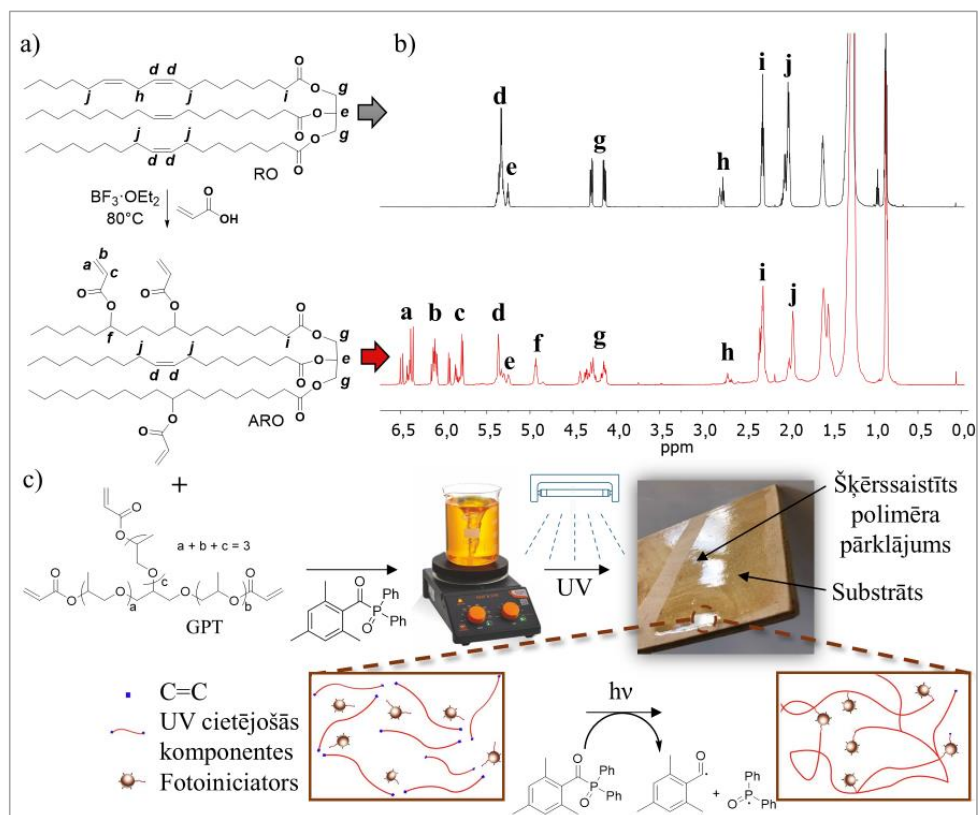 a)
b)
d d d d
j h j i
g
e
g
j j
d d
RO
BF₃·OEt₂
80°C
O
OH
d
e
g
h
i
j
b
a c
f
i
g
e
g
j j
d d
ARO
a
b
c
d
e
f
g
h
i
j
6,5 6,0 5,5 5,0 4,5 4,0 3,5 3,0 2,5 2,0 1,5 1,0 0,5 0,0
ppm
c)
+
a + b + c = 3
GPT
a
b
c
O
P
Ph
Ph
O
UV
Šķērssaistīts
polimēra
pārklājums
Substrāts
C=C
UV cietējošās
komponentes
Fotoiniciators
hν
O
P
Ph
Ph
O
O
+
O
P
Ph
Ph